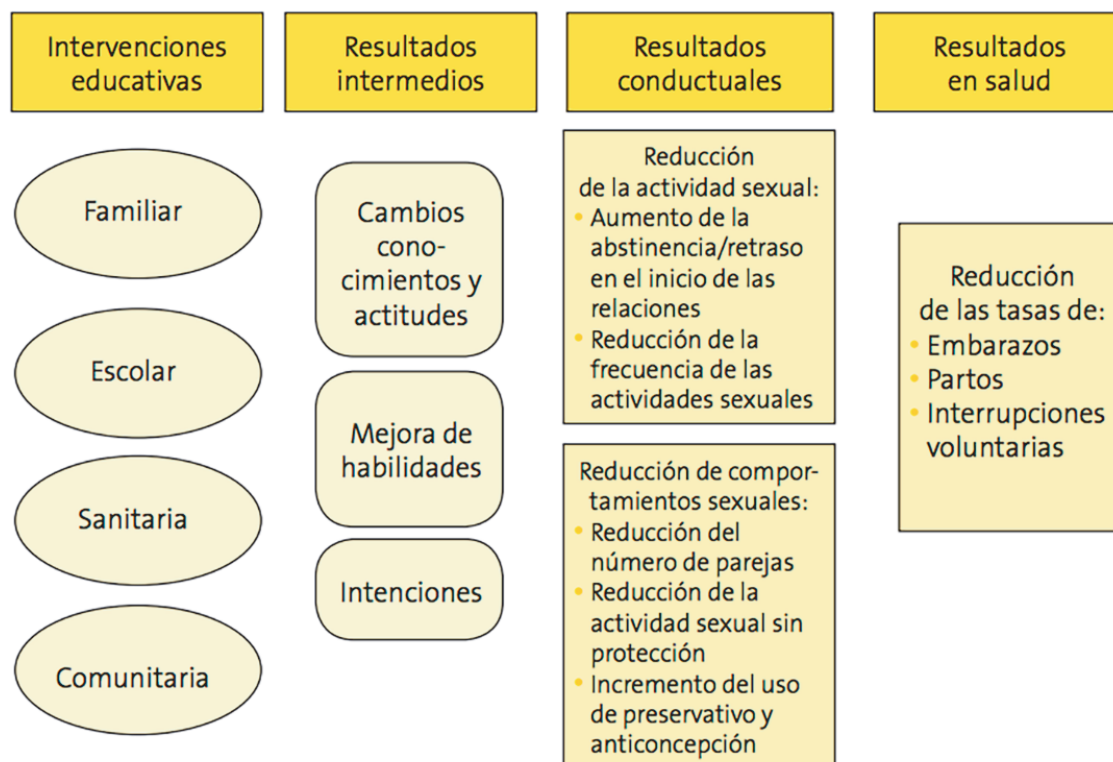 Intervenciones
educativas
Familiar
Escolar
Sanitaria
Comunitaria
Resultados
intermedios
Cambios
cono-
cimientos y
actitudes
Mejora de
habilidades
Intenciones
Resultados
conductuales
Reducción
de la actividad sexual:
• Aumento de la
abstinencia/retraso
en el inicio de las
relaciones
• Reducción de la
frecuencia de las
actividades sexuales
Reducción de compor-
tamientos sexuales:
• Reducción del
número de parejas
• Reducción de la
actividad sexual sin
protección
• Incremento del uso
de preservativo y
anticoncepción
Resultados
en salud
Reducción
de las tasas de:
• Embarazos
• Partos
• Interrupciones
voluntarias